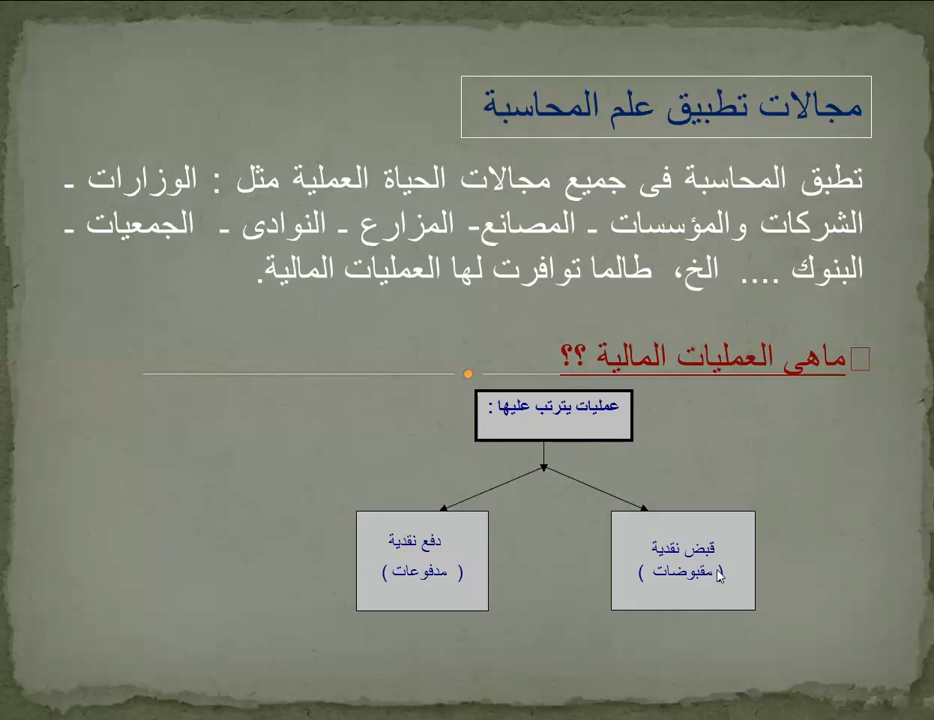 مجالات تطبيق علم المحاسبة
تطبق المحاسبة فى جميع مجالات الحياة العملية مثل : الوزارات ـ
الشركات والمؤسسات ـ المصانع- المزارع ـ النوادى ـ الجمعيات ـ
البنوك .... الخ، طالما توافرت لها العمليات المالية.
ماهى العمليات المالية ؟؟
عمليات يترتب عليها :
قبض نقدية
( مقبوضات )
دفع نقدية
( مدفوعات )